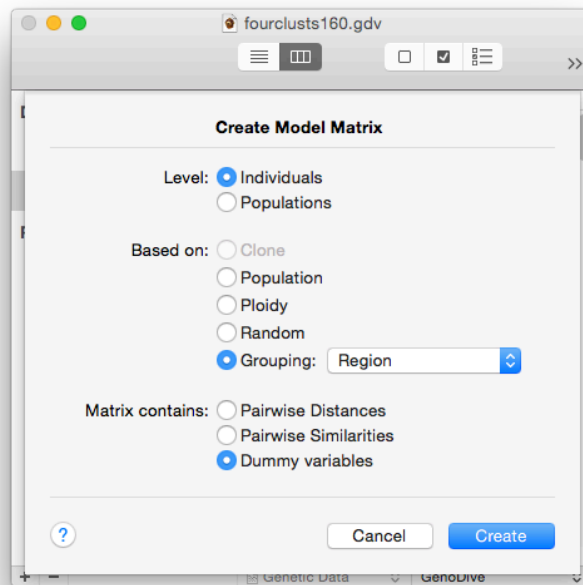 fourclusts160.gdv
Create Model Matrix
Level: Individuals
Populations
Based on: Clone
Population
Ploidy
Random
Grouping: Region
Matrix contains: Pairwise Distances
Pairwise Similarities
Dummy variables
? Cancel Create
+ − Genetic Data GenoDive